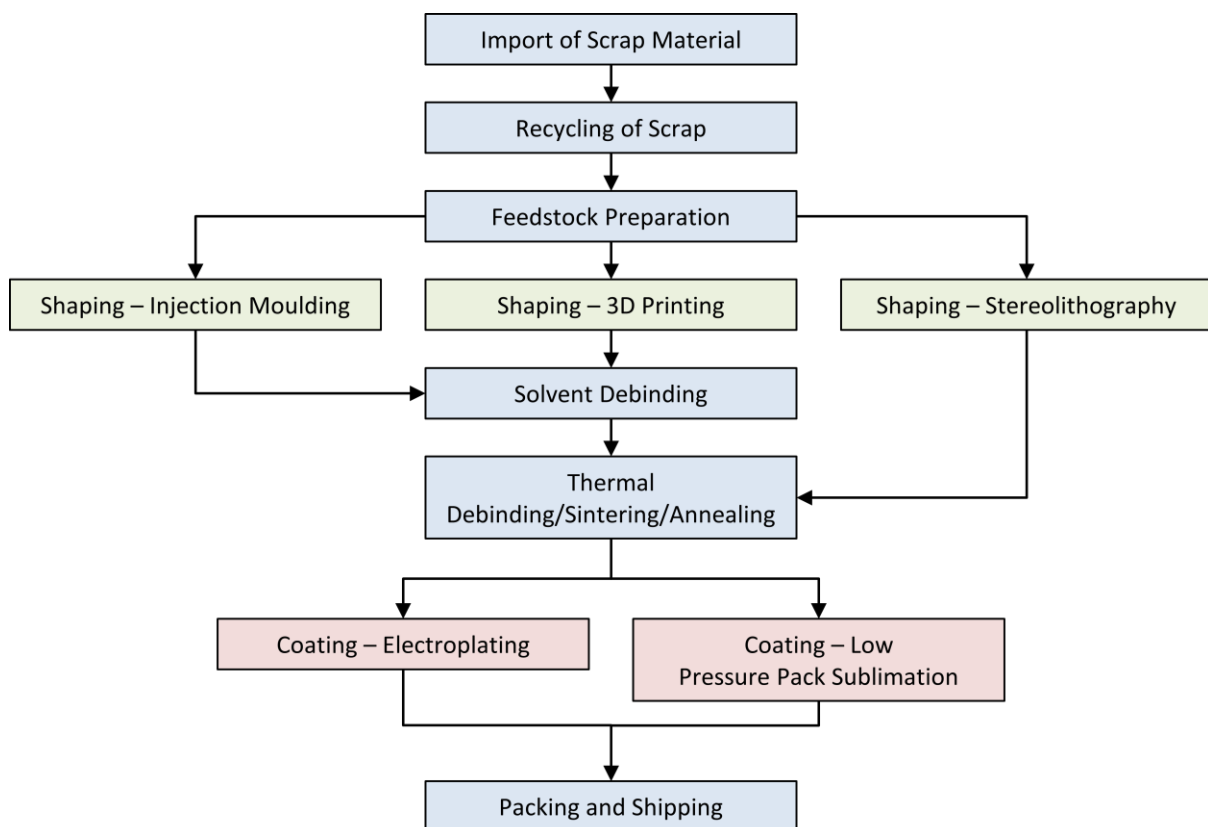 Import of Scrap Material
Recycling of Scrap
Feedstock Preparation
Shaping – Injection Moulding
Shaping – 3D Printing
Shaping – Stereolithography
Solvent Debinding
Thermal
Debinding/Sintering/Annealing
Coating – Electroplating
Coating – Low
Pressure Pack Sublimation
Packing and Shipping